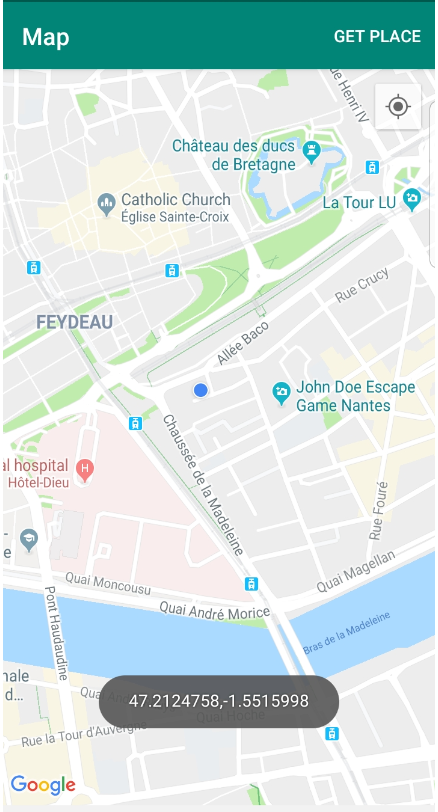 Map
GET PLACE
Rue Henri IV
Château des ducs
de Bretagne
La Tour LU
Catholic Church
Église Sainte-Croix
Rue Crucy
FEYDEAU
Allée Baco
John Doe Escape
Game Nantes
Chaussée de la Madeleine
al hospital
H
Hôtel-Dieu
Rue Fouré
e
Quai Magellan
Quai Moncousu
Quai André Morice
Pont Haudaudine
Bras de la Madeleine
nale
d…
Quai
47.2124758,-1.5515998
Quai Hoche
Rue la Tour d'Auvergne
Google